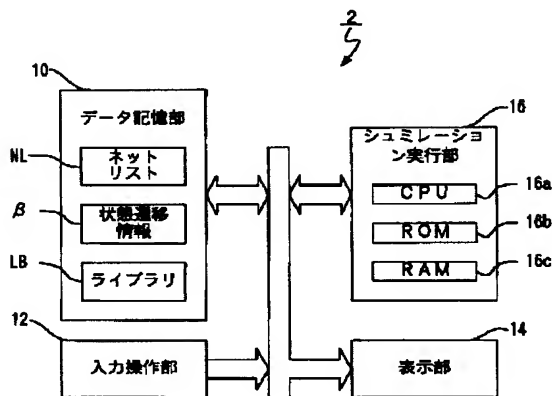 2
10
データ記憶部
NL
ネット
リスト
β
状態遷移
情報
LB
ライブラリ
16
シュミレーショ
ン実行部
CPU
16a
ROM
16b
RAM
16c
12
入力操作部
14
表示部